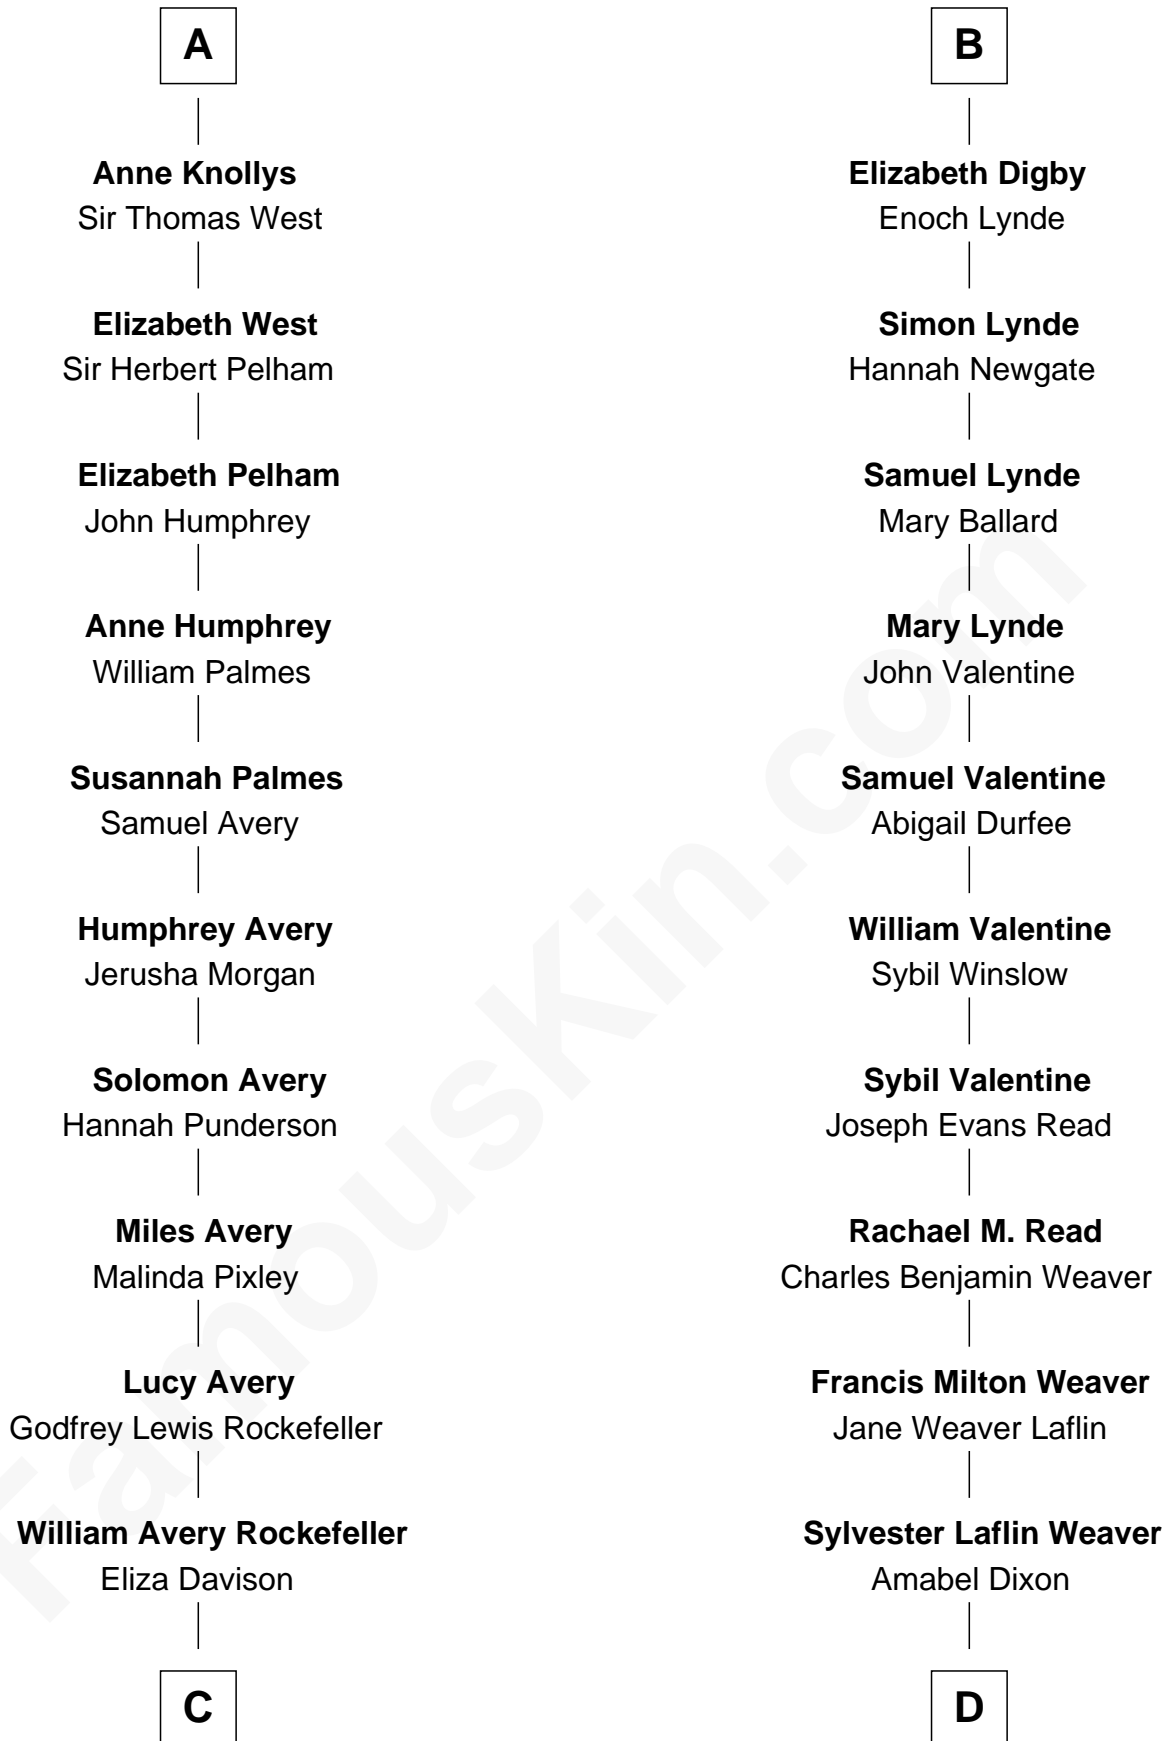 A
Anne Knollys
Sir Thomas West
Elizabeth West
Sir Herbert Pelham
Elizabeth Pelham
John Humphrey
Anne Humphrey
William Palmes
Susannah Palmes
Samuel Avery
Humphrey Avery
Jerusha Morgan
Solomon Avery
Hannah Punderson
Miles Avery
Malinda Pixley
Lucy Avery
Godfrey Lewis Rockefeller
William Avery Rockefeller
Eliza Davison
C
B
Elizabeth Digby
Enoch Lynde
Simon Lynde
Hannah Newgate
Samuel Lynde
Mary Ballard
Mary Lynde
John Valentine
Samuel Valentine
Abigail Durfee
William Valentine
Sybil Winslow
Sybil Valentine
Joseph Evans Read
Rachael M. Read
Charles Benjamin Weaver
Francis Milton Weaver
Jane Weaver Laflin
Sylvester Laflin Weaver
Amabel Dixon
D
FamousKin.com